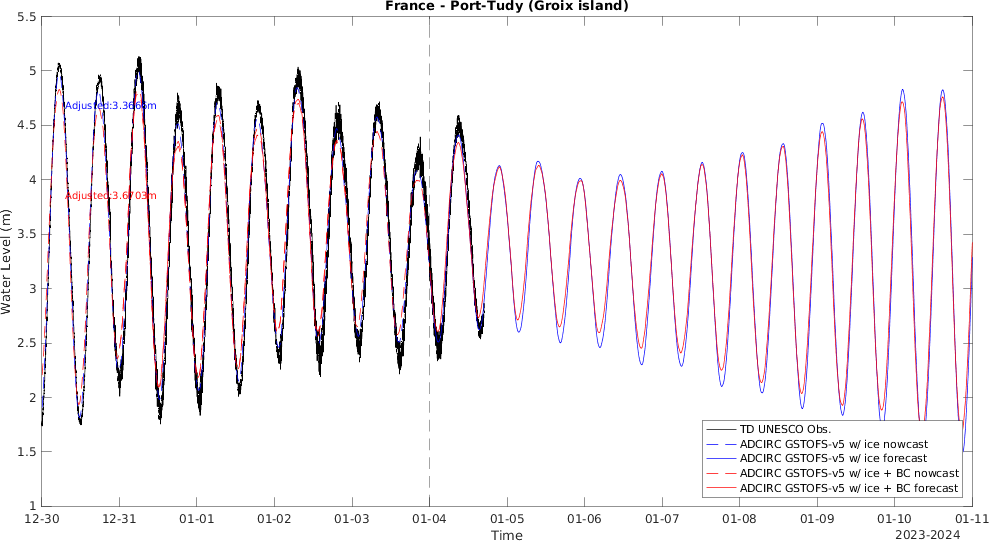 France - Port-Tudy (Groix island)
5.5
5
4.5
4
3.5
3
2.5
2
1.5
1
Water Level (m)
Adjusted:3.3666m
Adjusted:3.6703m
TD UNESCO Obs.
ADCIRC GSTOFS-v5 w/ ice nowcast
ADCIRC GSTOFS-v5 w/ ice forecast
ADCIRC GSTOFS-v5 w/ ice + BC nowcast
ADCIRC GSTOFS-v5 w/ ice + BC forecast
12-30 12-31 01-01 01-02 01-03 01-04 01-05 01-06 01-07 01-08 01-09 01-10 01-11
Time
2023-2024